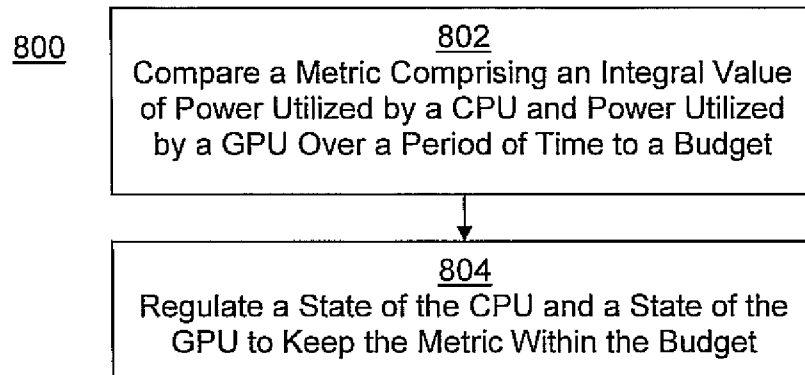 800
802
Compare a Metric Comprising an Integral Value
of Power Utilized by a CPU and Power Utilized
by a GPU Over a Period of Time to a Budget
804
Regulate a State of the CPU and a State of the
GPU to Keep the Metric Within the Budget